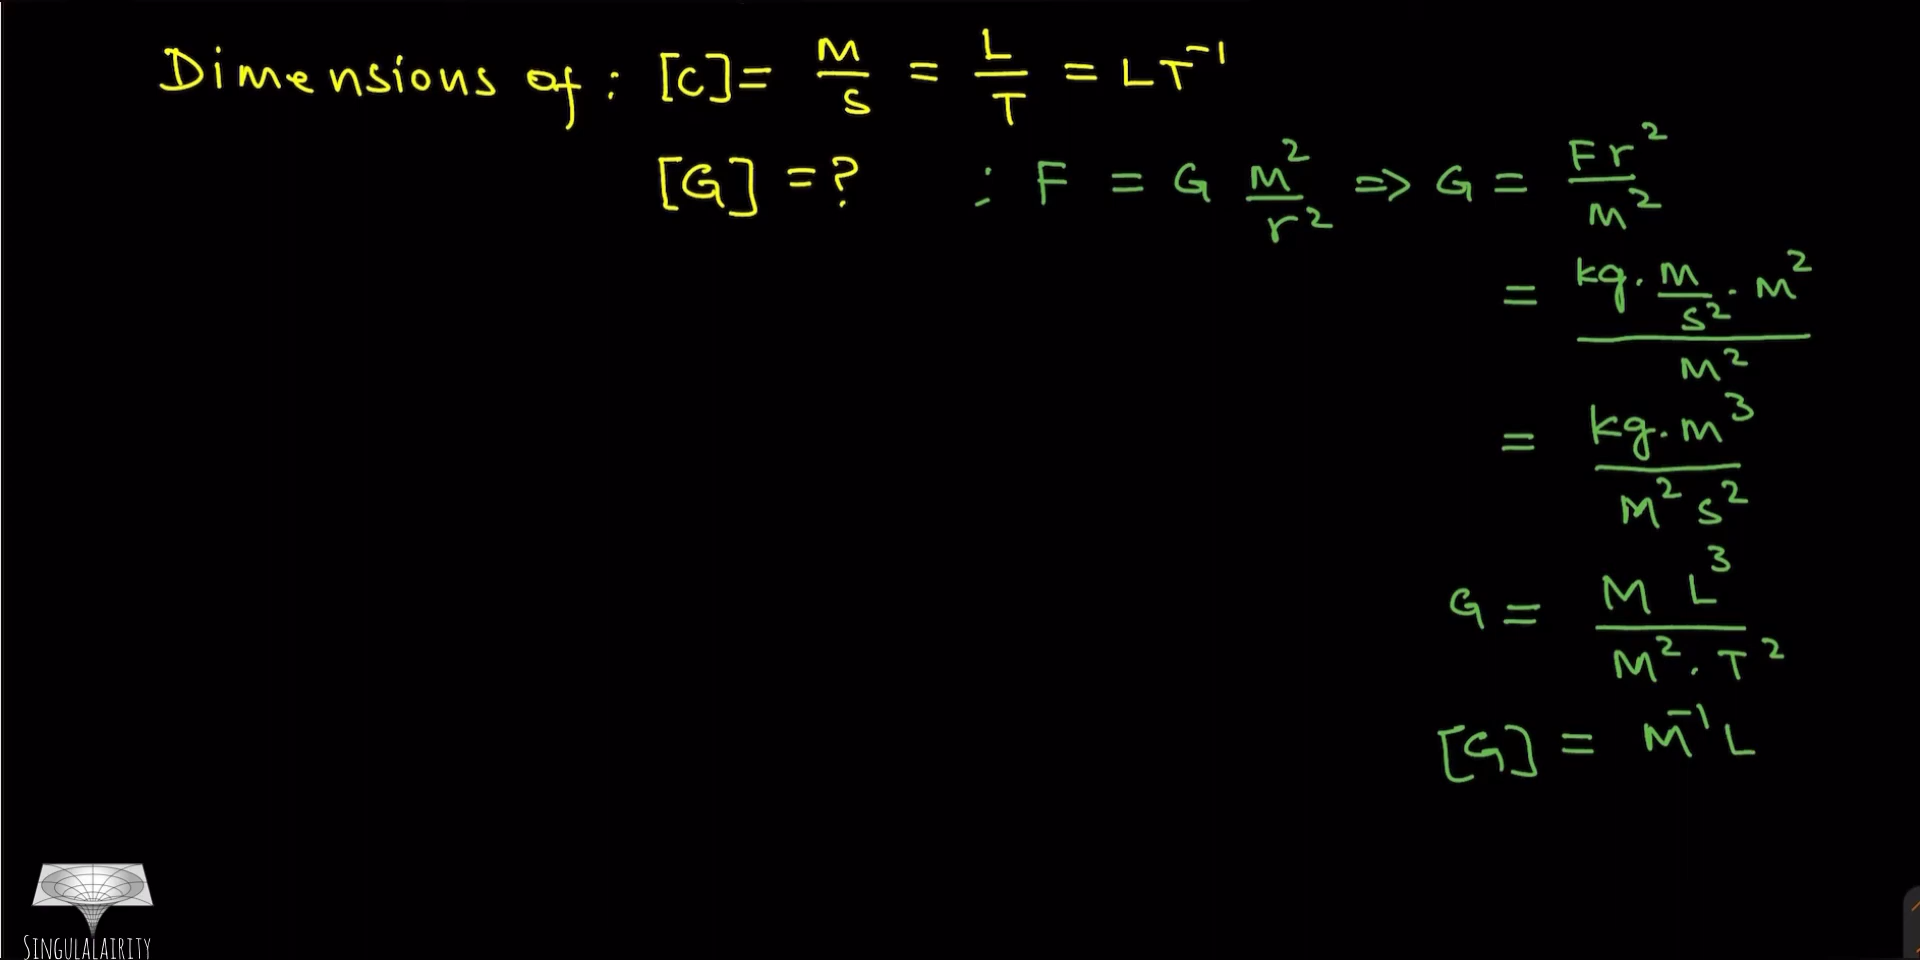 Dimensions of : [C] = m/s = L/T = LT⁻¹
[G] = ? : F = G m²/r² => G = Fr²/m²
= kg. m/s² . m² / m²
= kg. m³ / m² s²
G = M L³ / M² . T²
[G] = M⁻¹L
SINGULALAIRITY